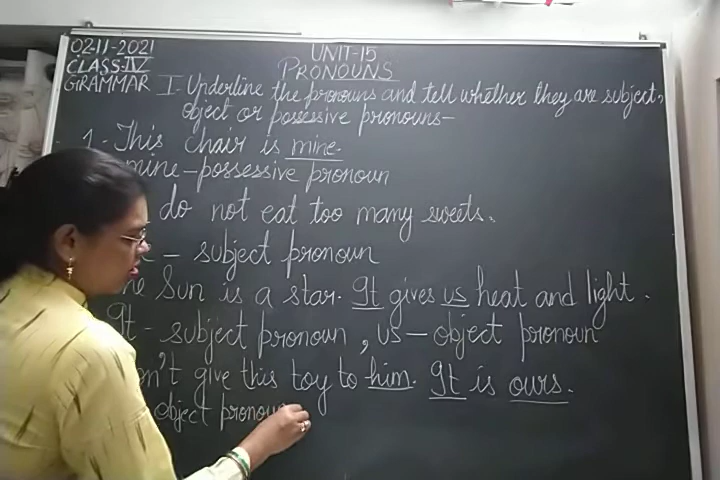 02-11-2021
UNIT-15
CLASS-IV
PRONOUNS
GRAMMAR I- Underline the pronouns and tell whether they are subject,
object or possessive pronouns-
1- This chair is mine.
mine-possessive pronoun
do not eat too many sweets.
- subject pronoun
Sun is a star. It gives us heat and light.
It- subject pronoun, us - object pronoun
give this toy to him. It is ours.
object